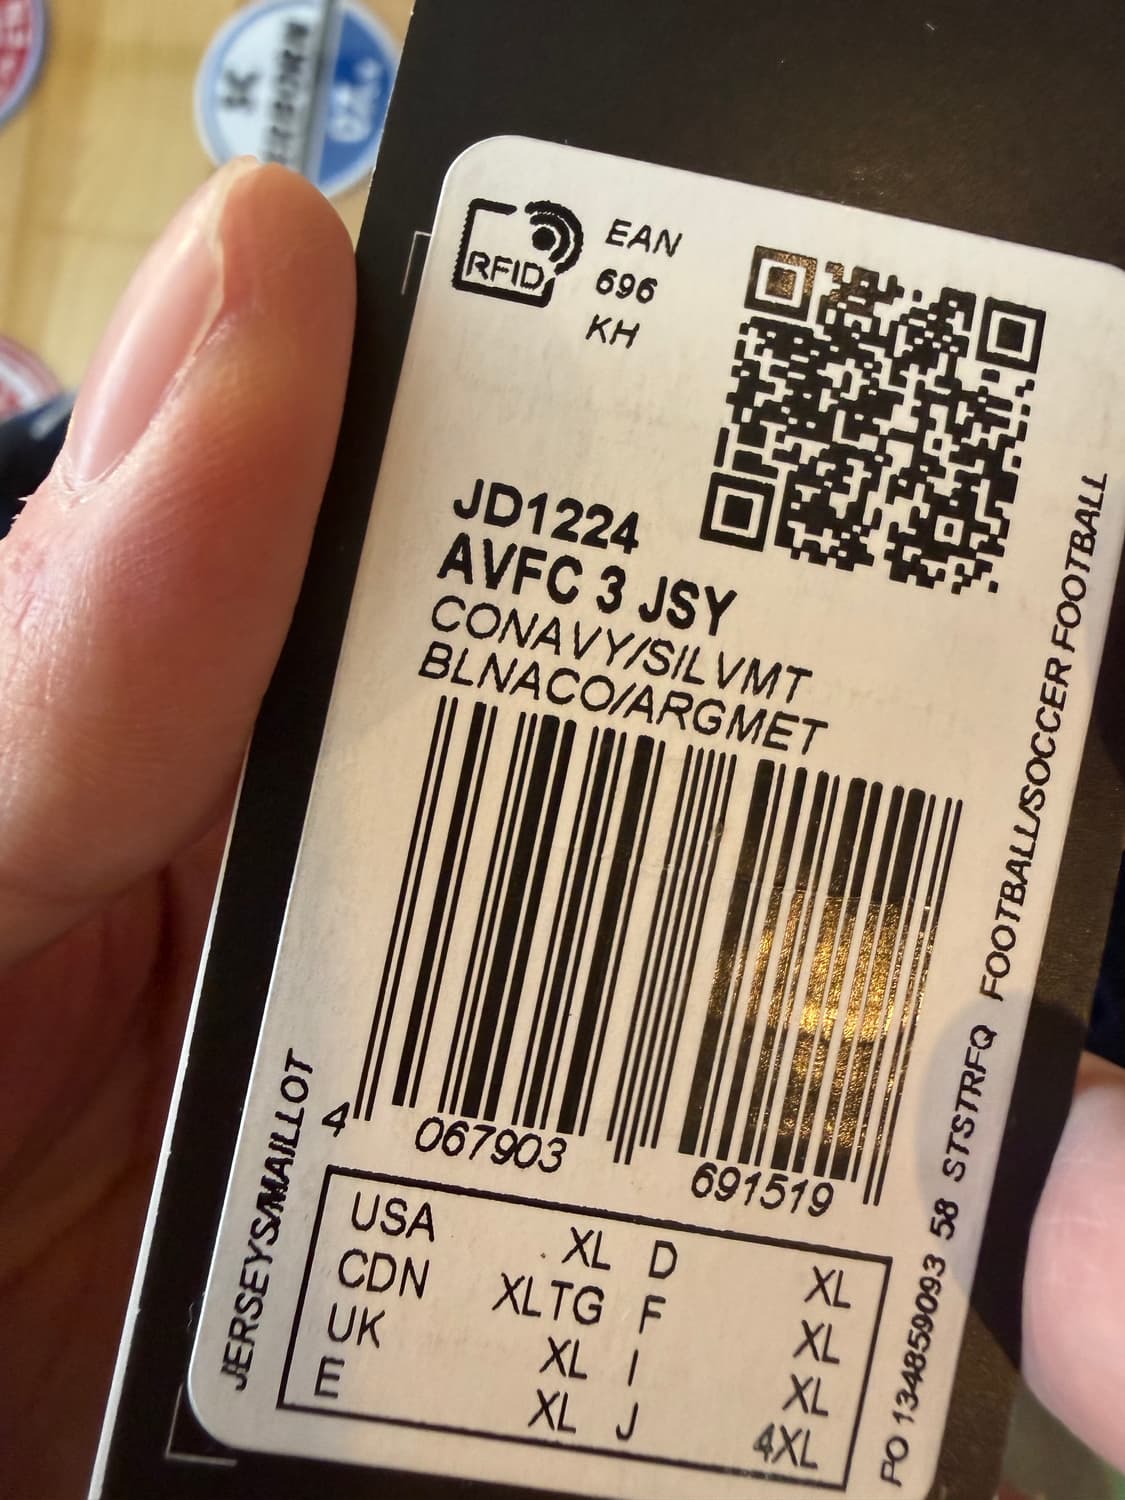 RFID
EAN
696
KH
JD1224
AVFC 3 JSY
CONAVY/SILVMT
BLNACO/ARGMET
4 067903 691519
JERSEYS/MAILLOT
USA XL D XL
CDN XLTG F XL
UK XL I XL
E XL J 4XL
PO 134859093 58 STSTRFQ FOOTBALL/SOCCER FOOTBALL